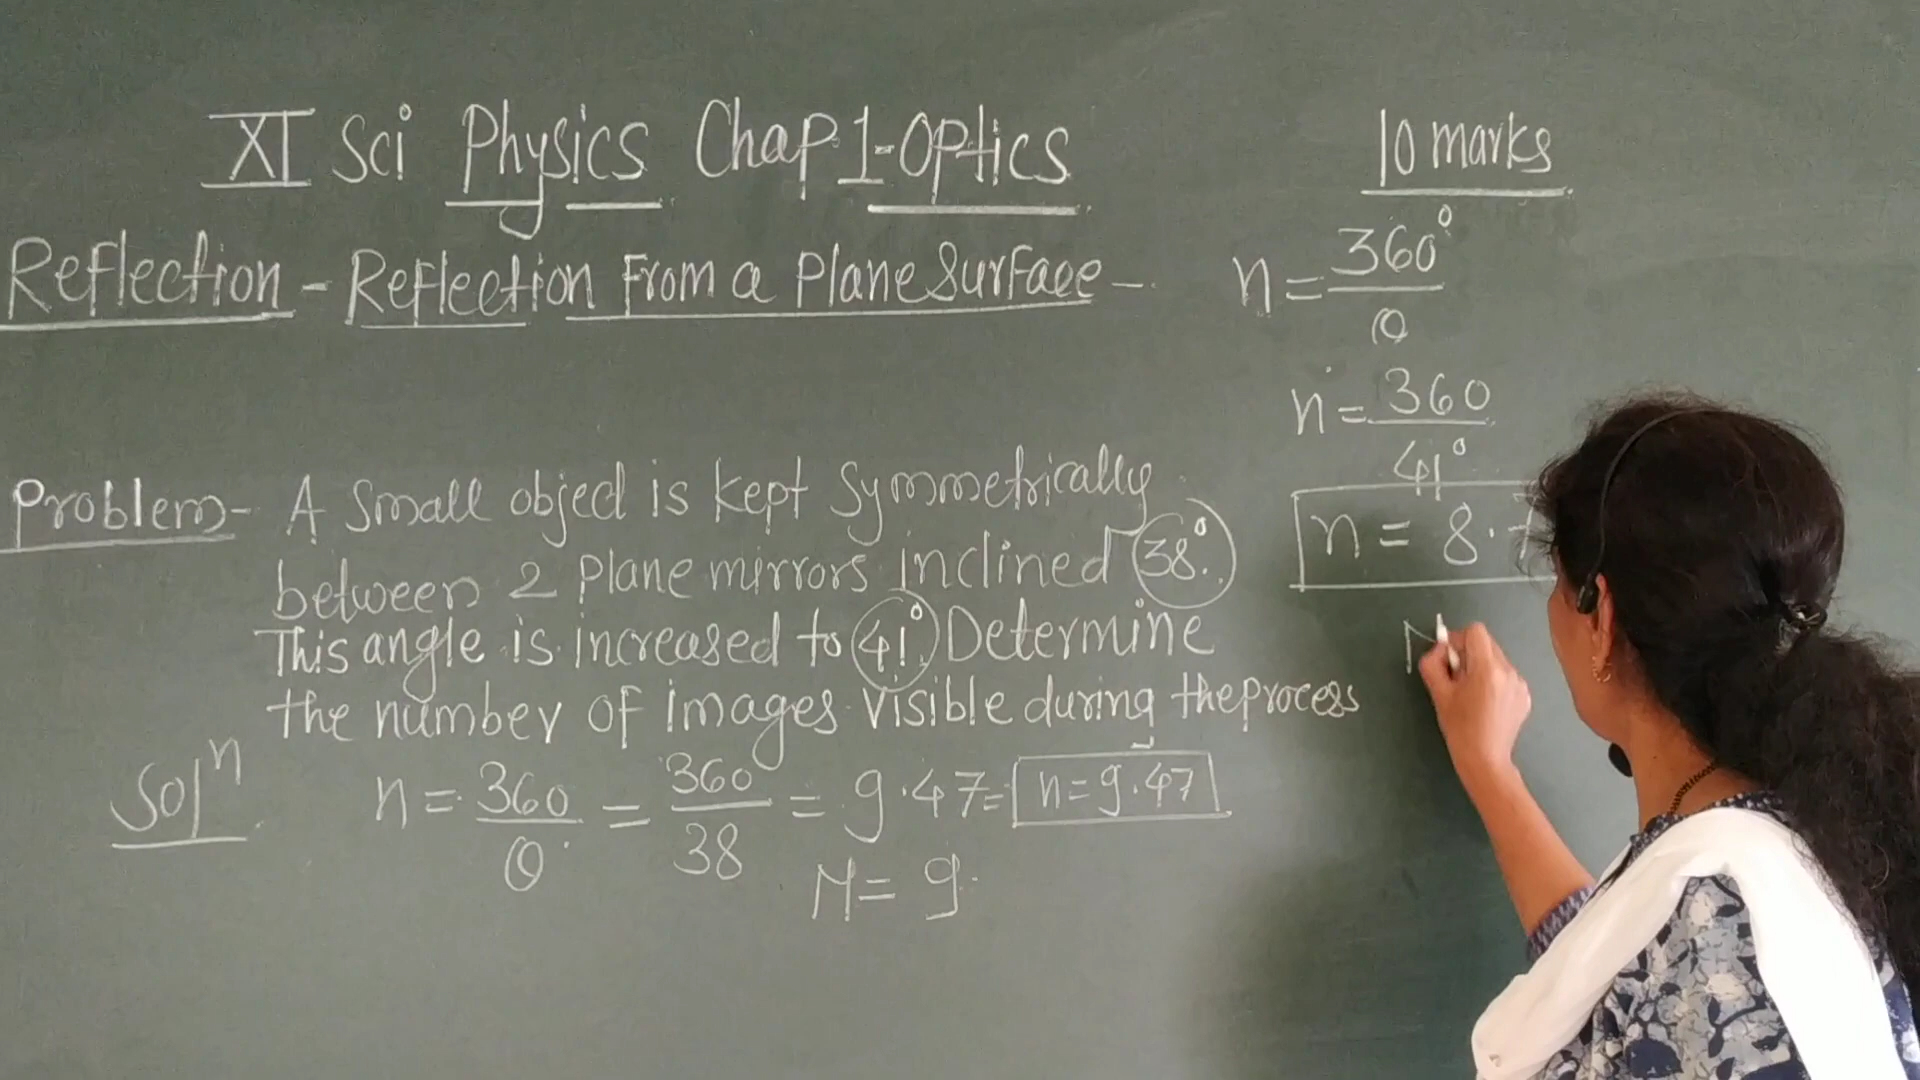 XI Sci Physics Chap 1-Optics
Reflection - Reflection From a Plane Surface -
Problem - A Small object is kept Symmetrically
between 2 Plane mirrors inclined 38°.
This angle is increased to 41°. Determine
the number of images visible during the process
Solⁿ n = 360/θ = 360/38 = 9.47 = n = 9.47
N = 9.
10 marks
n = 360°/θ
n = 360/41°
n = 8.7